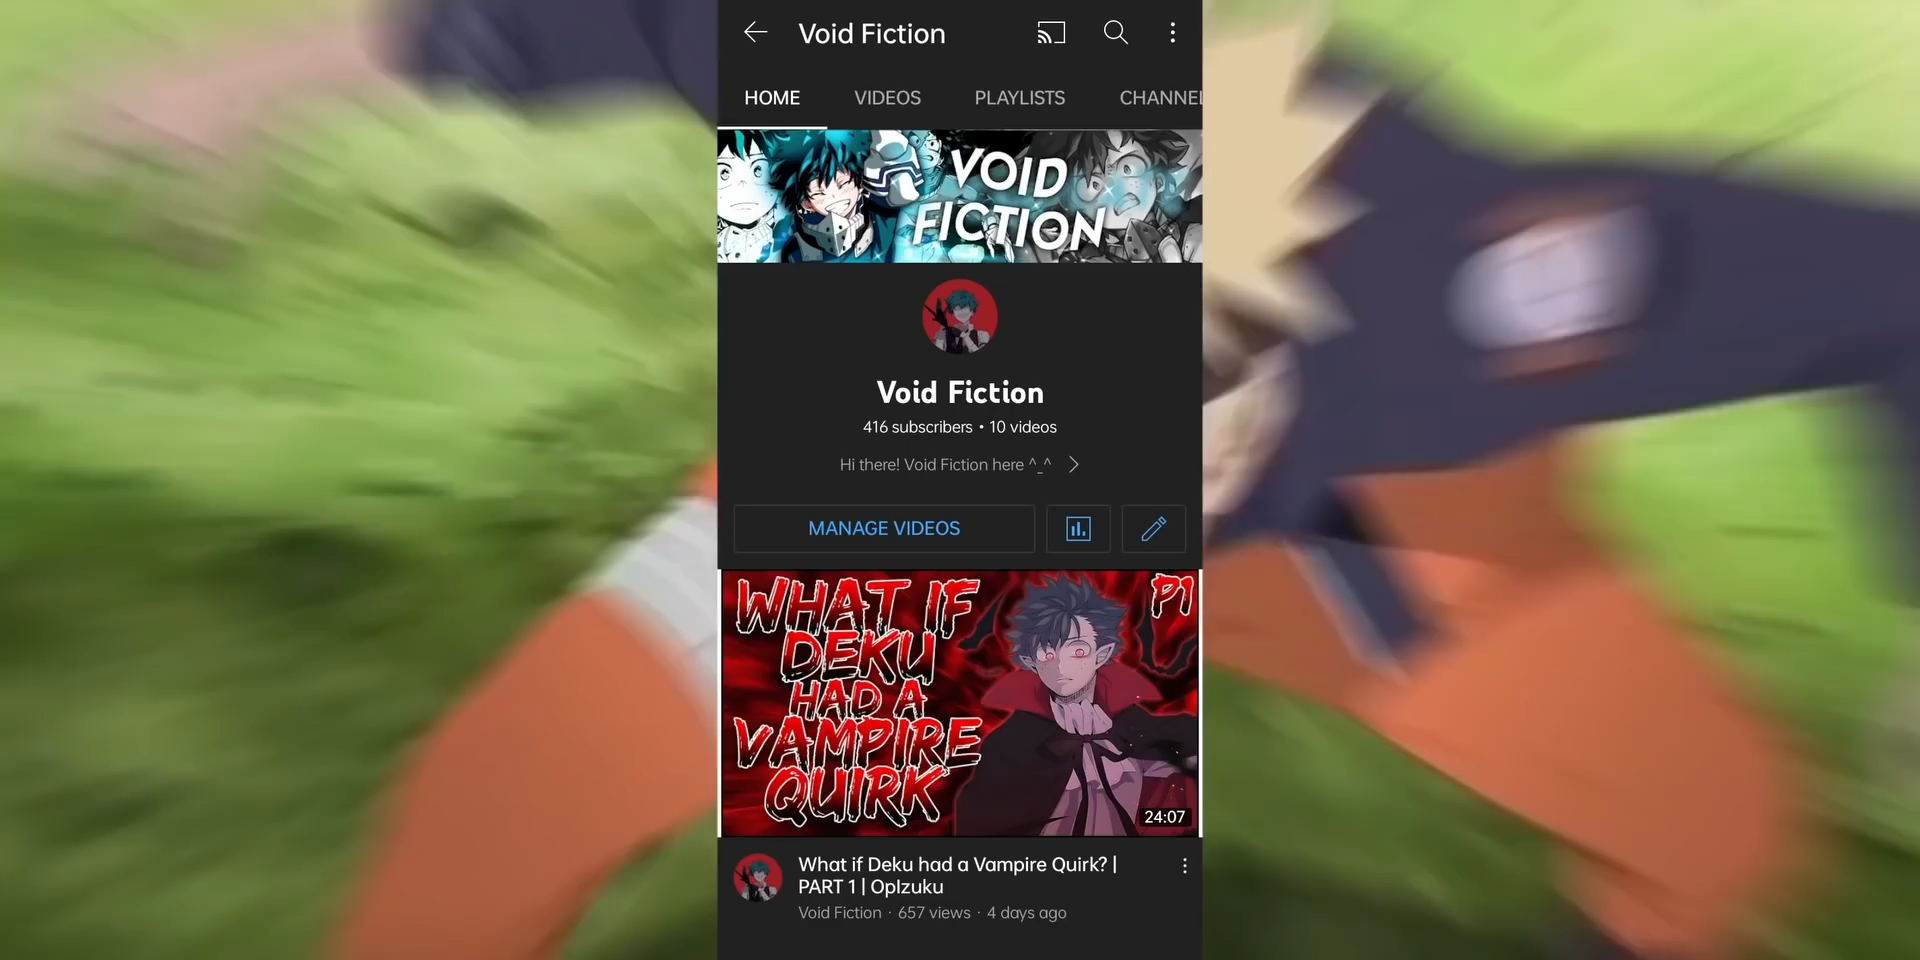 Void Fiction
HOME VIDEOS PLAYLISTS CHANNEL
VOID
FICTION
Void Fiction
416 subscribers • 10 videos
Hi there! Void Fiction here ^_^
MANAGE VIDEOS
WHAT IF
DEKU
HAD A
VAMPIRE
QUIRK
P1
24:07
What if Deku had a Vampire Quirk? |
PART 1 | OpIzuku
Void Fiction · 657 views · 4 days ago